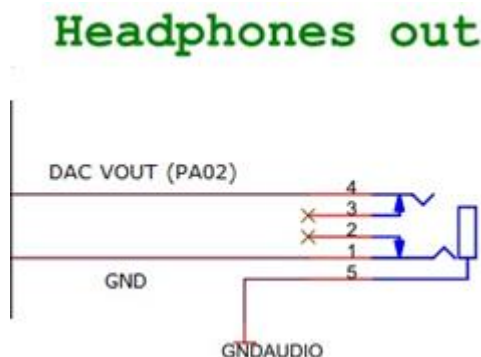 Headphones out
DAC VOUT (PA02)
4
3
2
1
GND
5
GNDAUDIO